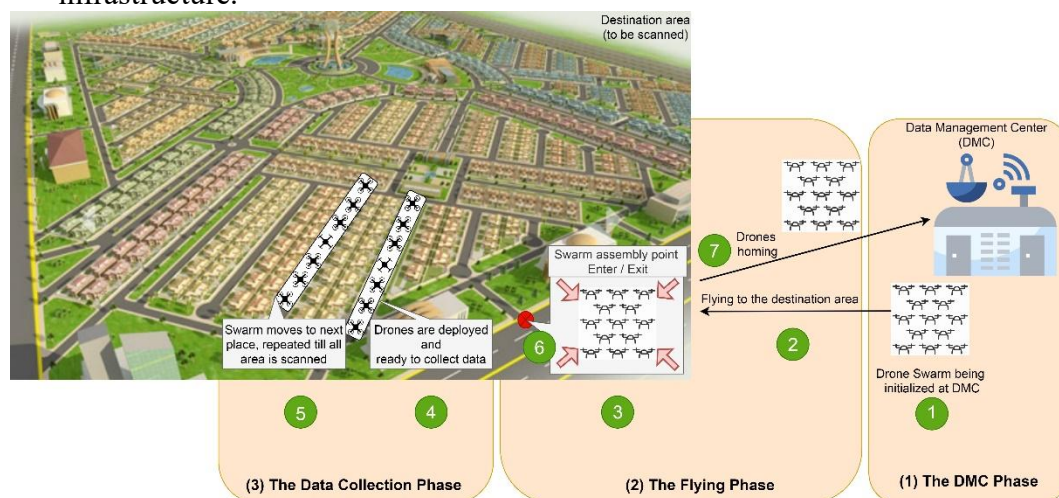 infrastructure.
Destination area
(to be scanned)
Data Management Center
(DMC)
7
Drones
homing
Swarm assembly point
Enter / Exit
Flying to the destination area
Swarm moves to next
place, repeated till all
area is scanned
Drones are deployed
and
ready to collect data
6
2
Drone Swarm being
initialized at DMC
5
4
3
1
(3) The Data Collection Phase
(2) The Flying Phase
(1) The DMC Phase